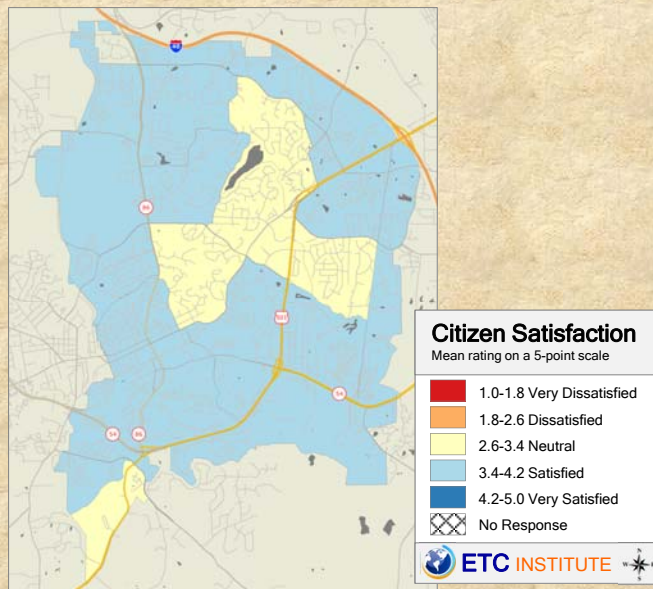 40
86
501
54
54
86
Citizen Satisfaction
Mean rating on a 5-point scale
1.0-1.8 Very Dissatisfied
1.8-2.6 Dissatisfied
2.6-3.4 Neutral
3.4-4.2 Satisfied
4.2-5.0 Very Satisfied
No Response
ETC INSTITUTE
N
W
S